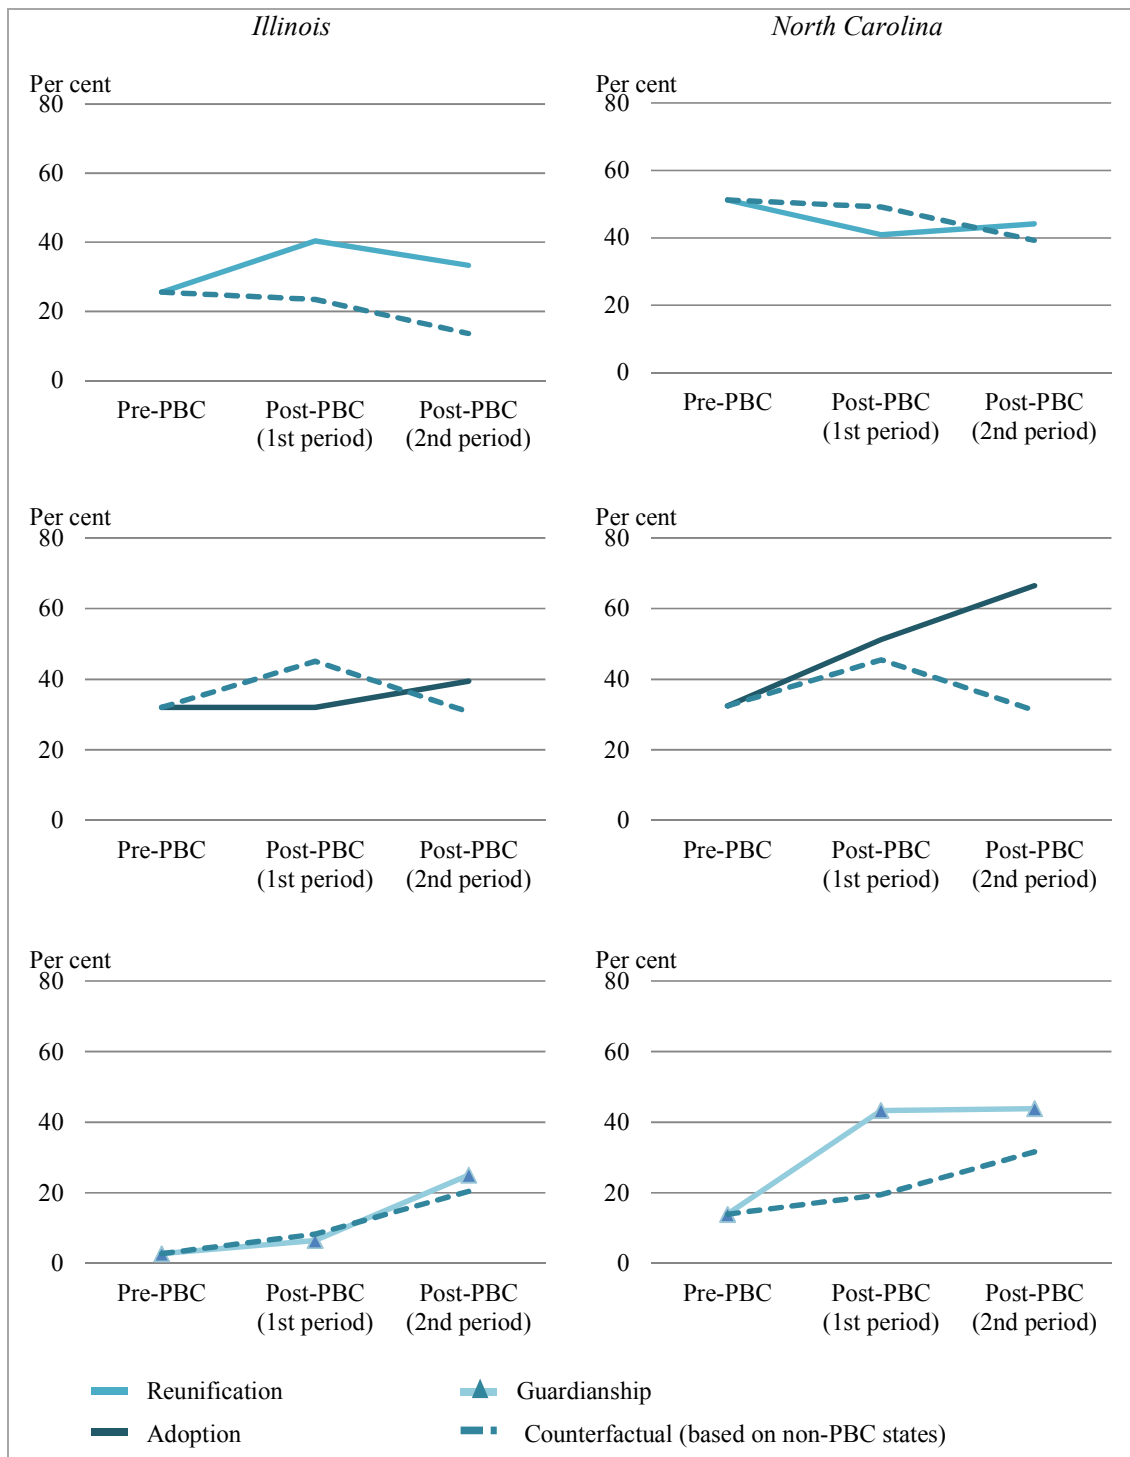 Illinois
North Carolina
Per cent
80
60
40
20
0
Pre-PBC
Post-PBC
(1st period)
Post-PBC
(2nd period)
Per cent
80
60
40
20
0
Pre-PBC
Post-PBC
(1st period)
Post-PBC
(2nd period)
Per cent
80
60
40
20
0
Pre-PBC
Post-PBC
(1st period)
Post-PBC
(2nd period)
Per cent
80
60
40
20
0
Pre-PBC
Post-PBC
(1st period)
Post-PBC
(2nd period)
Per cent
80
60
40
20
0
Pre-PBC
Post-PBC
(1st period)
Post-PBC
(2nd period)
Per cent
80
60
40
20
0
Pre-PBC
Post-PBC
(1st period)
Post-PBC
(2nd period)
Reunification
Guardianship
Adoption
Counterfactual (based on non-PBC states)